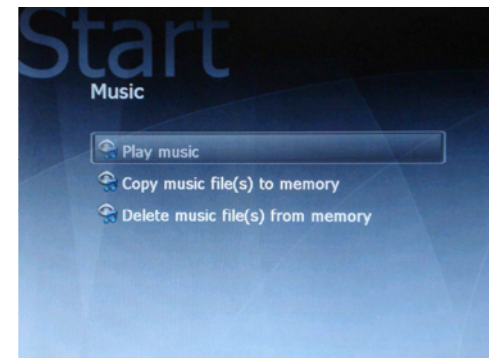 Start
Music
Play music
Copy music file(s) to memory
Delete music file(s) from memory